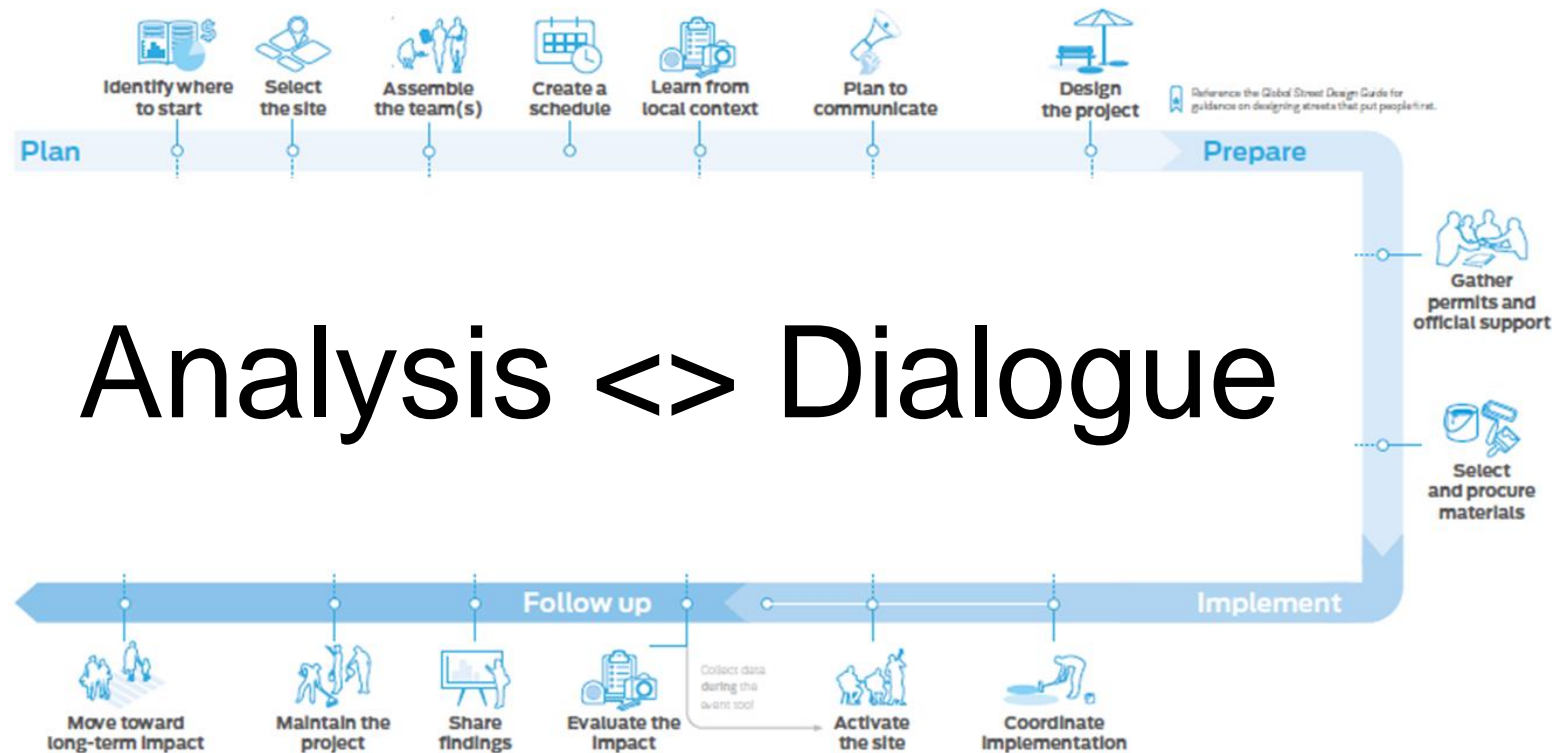 Identify where
to start
Select
the site
Assemble
the team(s)
Create a
schedule
Learn from
local context
Plan to
communicate
Design
the project
Reference the Global Street Design Guide for
guidance on designing streets that put people first.
Plan
Prepare
Gather
permits and
official support
Analysis <> Dialogue
Select
and procure
materials
Follow up
Implement
Collect data
during the
event too!
Move toward
long-term impact
Maintain the
project
Share
findings
Evaluate the
impact
Activate
the site
Coordinate
implementation